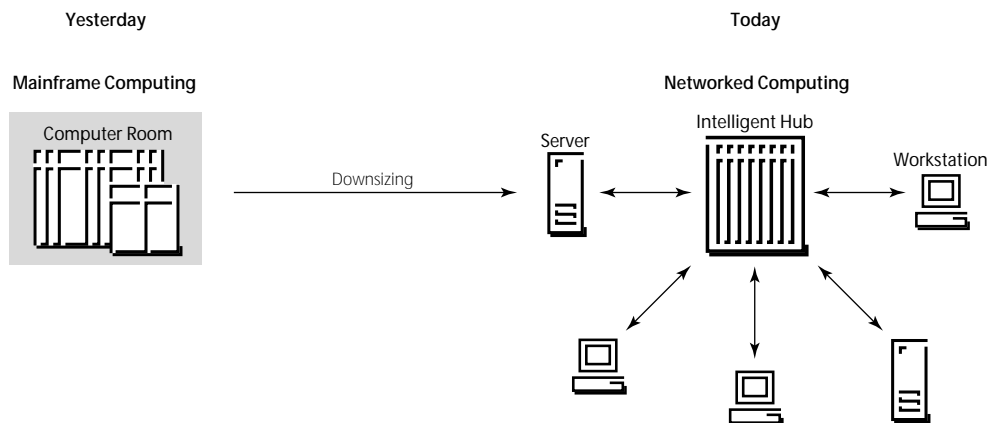 Yesterday
Today
Mainframe Computing
Networked Computing
Computer Room
Server
Intelligent Hub
Workstation
Downsizing